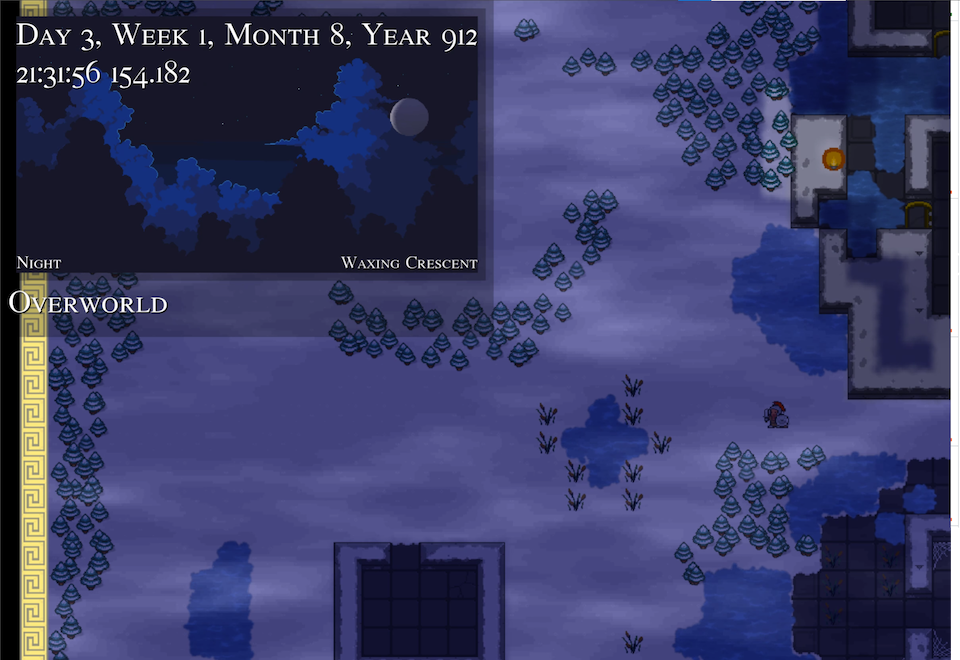 Day 3, Week 1, Month 8, Year 912
21:31:56 154.182
Night
Waxing Crescent
Overworld